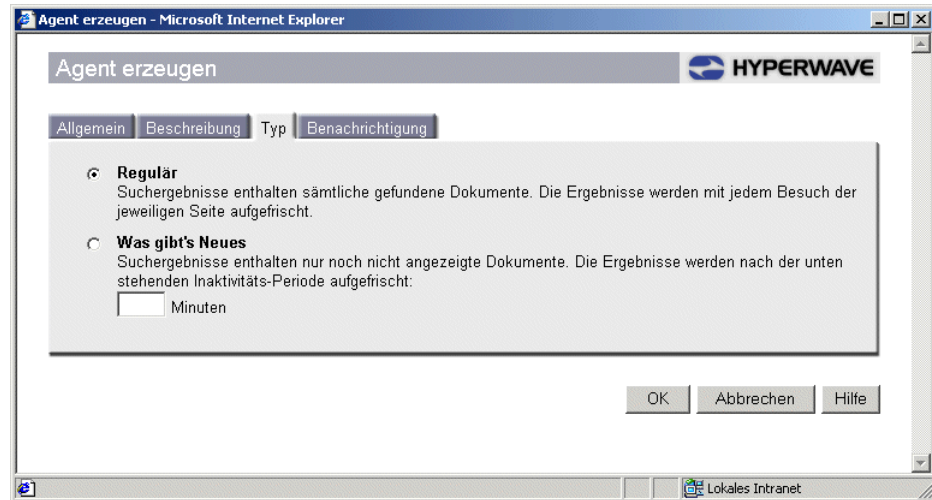 Agent erzeugen - Microsoft Internet Explorer
Agent erzeugen
HYPERWAVE
Allgemein Beschreibung Typ Benachrichtigung
Regulär
Suchergebnisse enthalten sämtliche gefundene Dokumente. Die Ergebnisse werden mit jedem Besuch der
jeweiligen Seite aufgefrischt.
Was gibt's Neues
Suchergebnisse enthalten nur noch nicht angezeigte Dokumente. Die Ergebnisse werden nach der unten
stehenden Inaktivitäts-Periode aufgefrischt:
Minuten
OK Abbrechen Hilfe
Lokales Intranet